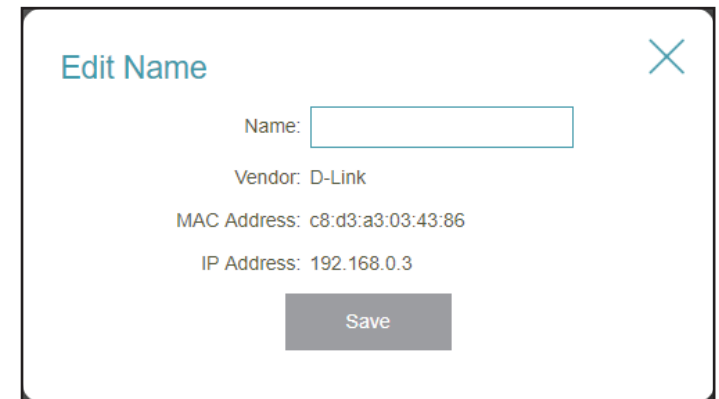 Edit Name
Name:
Vendor: D-Link
MAC Address: c8:d3:a3:03:43:86
IP Address: 192.168.0.3
Save